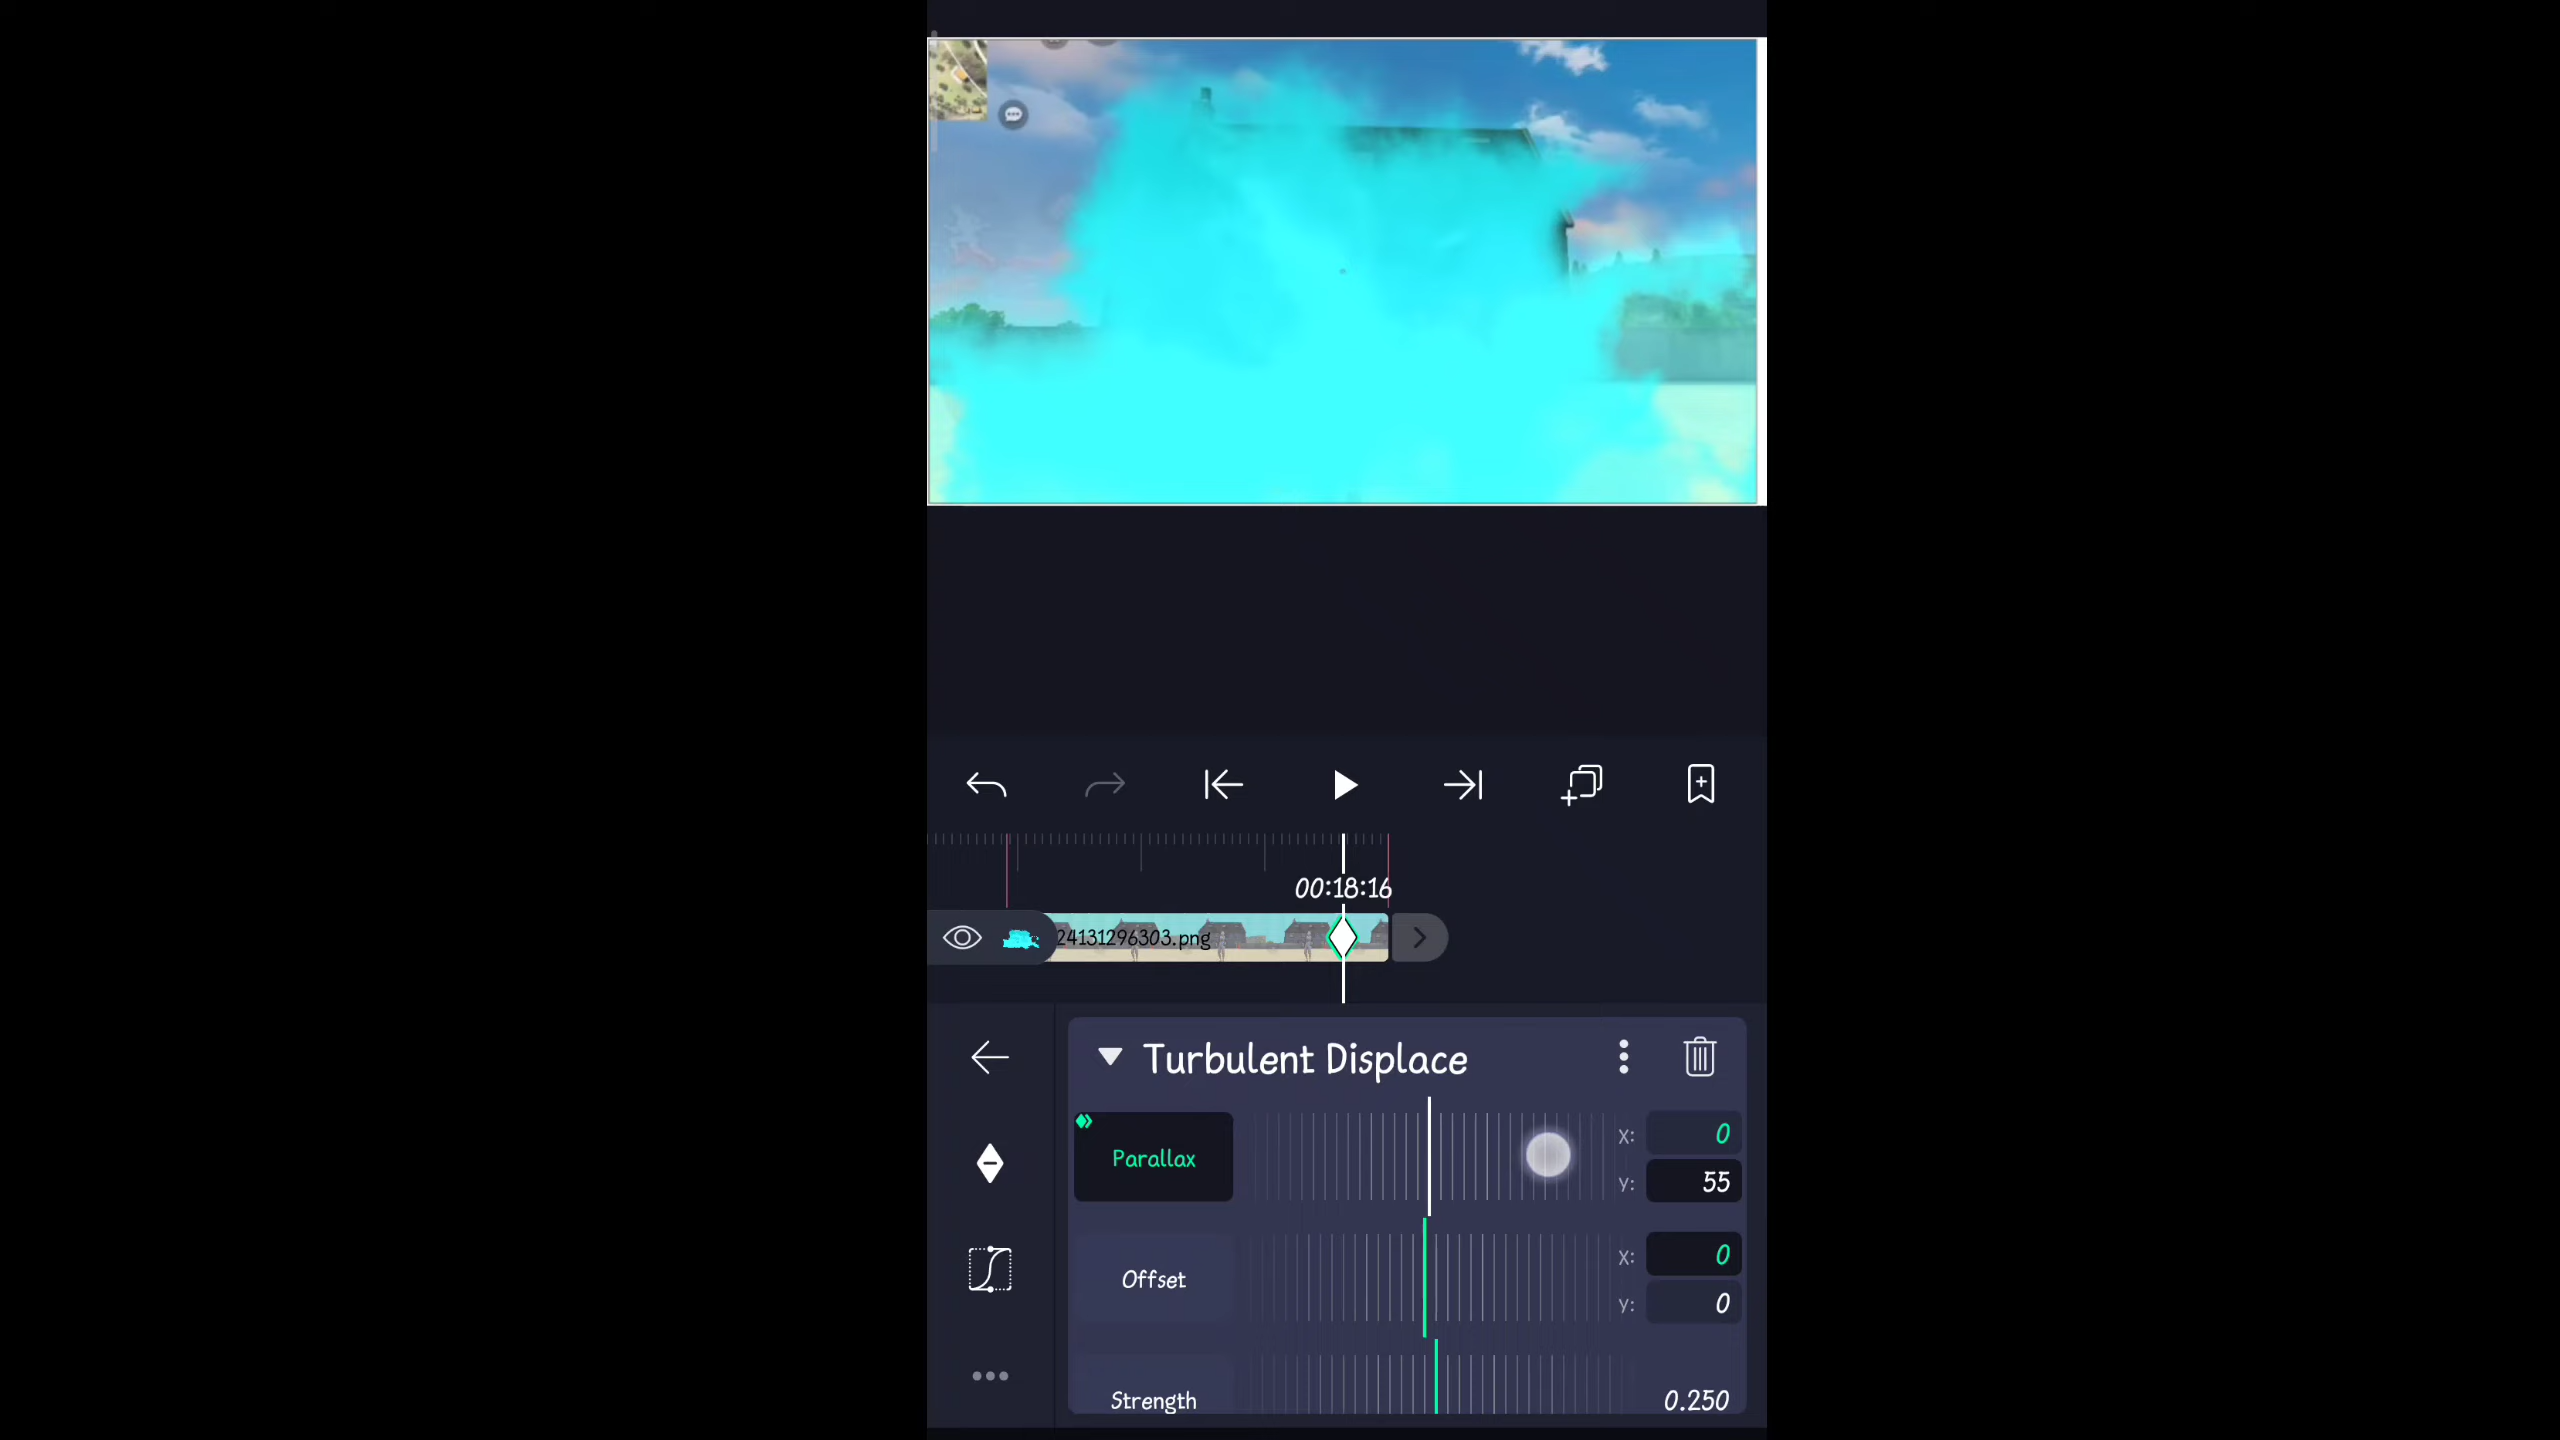 00:18:16
24131296303.png
Turbulent Displace
Parallax
X: 0
y: 55
Offset
X: 0
y: 0
Strength
0.250